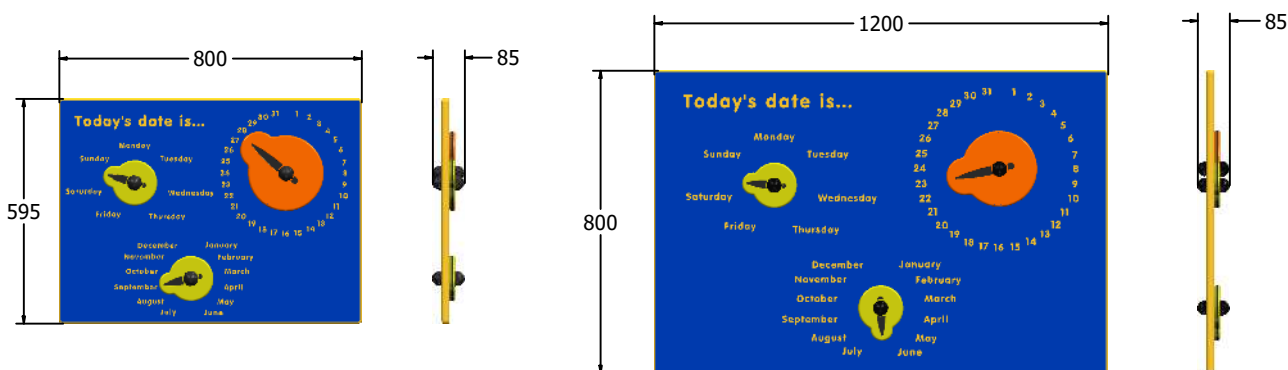 800
85
595
Today's date is...
Monday
Tuesday
Wednesday
Thursday
Friday
Saturday
Sunday
1
2
3
4
5
6
7
8
9
10
11
12
13
14
15
16
17
18
19
20
21
22
23
24
25
26
27
28
29
30
31
January
February
March
April
May
June
July
August
September
October
November
December
1200
85
800
Today's date is...
Monday
Tuesday
Wednesday
Thursday
Friday
Saturday
Sunday
1
2
3
4
5
6
7
8
9
10
11
12
13
14
15
16
17
18
19
20
21
22
23
24
25
26
27
28
29
30
31
January
February
March
April
May
June
July
August
September
October
November
December